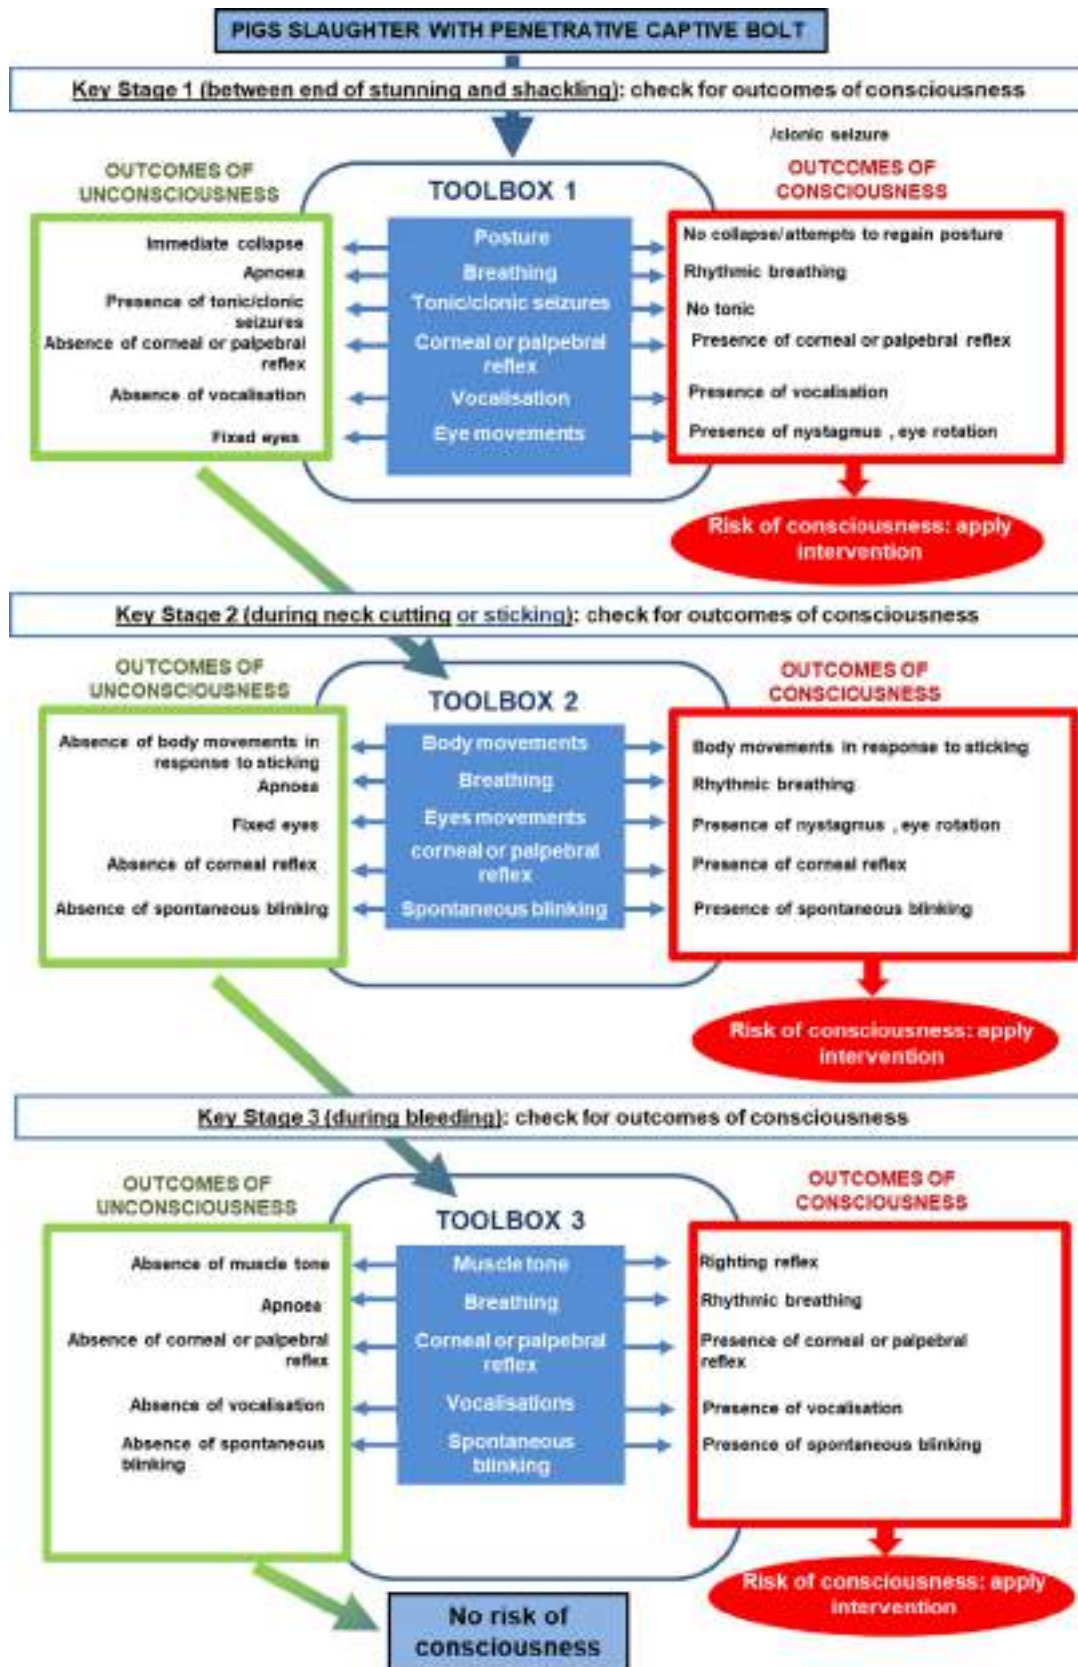 PIGS SLAUGHTER WITH PENETRATIVE CAPTIVE BOLT
Key Stage 1 (between end of stunning and shackling): check for outcomes of consciousness
/clonic seizure
OUTCOMES OF
UNCONSCIOUSNESS
TOOLBOX 1
OUTCOMES OF
CONSCIOUSNESS
Immediate collapse
Posture
No collapse/attempts to regain posture
Apnoea
Breathing
Rhythmic breathing
Presence of tonic/clonic
seizures
Tonic/clonic seizures
No tonic
Absence of corneal or palpebral
reflex
Corneal or palpebral
reflex
Presence of corneal or palpebral reflex
Absence of vocalisation
Vocalisation
Presence of vocalisation
Fixed eyes
Eye movements
Presence of nystagmus , eye rotation
Risk of consciousness: apply
intervention
Key Stage 2 (during neck cutting or sticking): check for outcomes of consciousness
OUTCOMES OF
UNCONSCIOUSNESS
TOOLBOX 2
OUTCOMES OF
CONSCIOUSNESS
Absence of body movements in
response to sticking
Body movements
Body movements in response to sticking
Apnoea
Breathing
Rhythmic breathing
Fixed eyes
Eyes movements
Presence of nystagmus , eye rotation
Absence of corneal reflex
corneal or palpebral
reflex
Presence of corneal reflex
Absence of spontaneous blinking
Spontaneous blinking
Presence of spontaneous blinking
Risk of consciousness: apply
intervention
Key Stage 3 (during bleeding): check for outcomes of consciousness
OUTCOMES OF
UNCONSCIOUSNESS
TOOLBOX 3
OUTCOMES OF
CONSCIOUSNESS
Absence of muscle tone
Muscle tone
Righting reflex
Apnoea
Breathing
Rhythmic breathing
Absence of corneal or palpebral
reflex
Corneal or palpebral
reflex
Presence of corneal or palpebral
reflex
Absence of vocalisation
Vocalisations
Presence of vocalisation
Absence of spontaneous
blinking
Spontaneous
blinking
Presence of spontaneous blinking
Risk of consciousness: apply
intervention
No risk of
consciousness